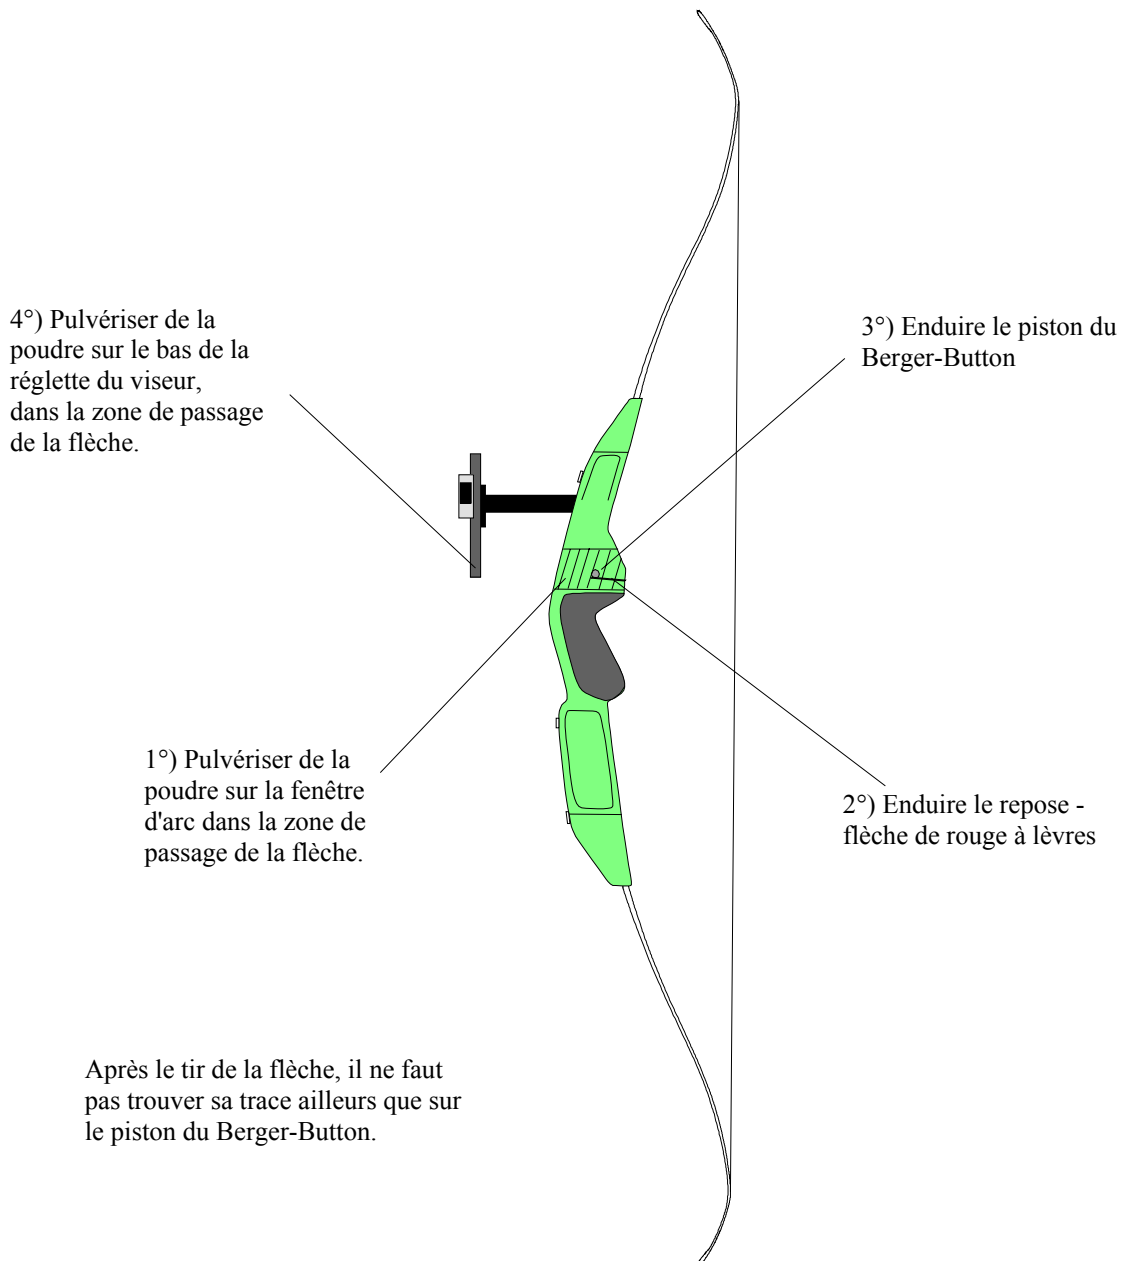 4°) Pulvériser de la
poudre sur le bas de la
réglette du viseur,
dans la zone de passage
de la flèche.
3°) Enduire le piston du
Berger-Button
1°) Pulvériser de la
poudre sur la fenêtre
d'arc dans la zone de
passage de la flèche.
2°) Enduire le repose -
flèche de rouge à lèvres
Après le tir de la flèche, il ne faut
pas trouver sa trace ailleurs que sur
le piston du Berger-Button.